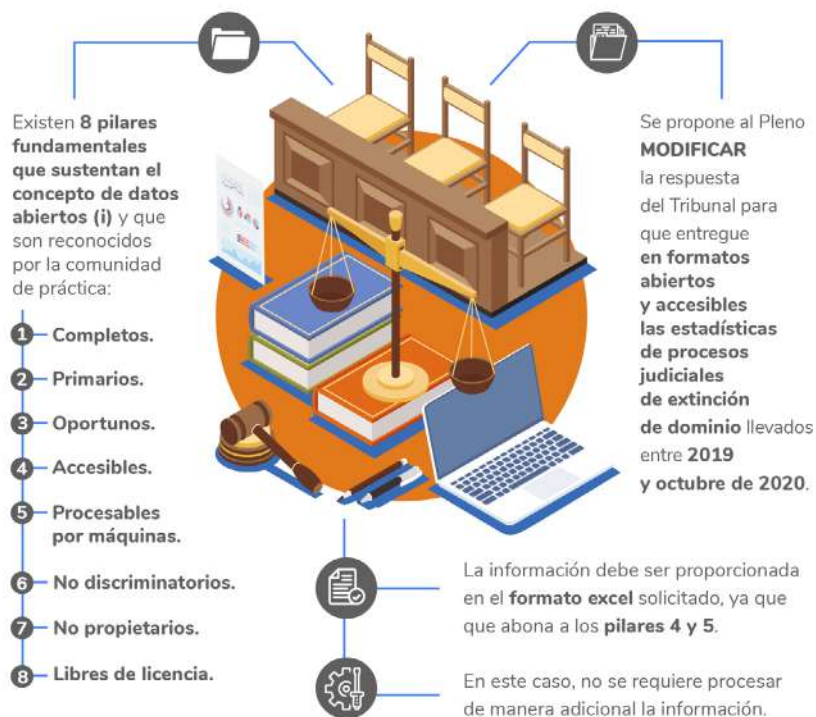 Existen 8 pilares
fundamentales
que sustentan el
concepto de datos
abiertos (i) y que
son reconocidos
por la comunidad
de práctica:
1 Completos.
2 Primarios.
3 Oportunos.
4 Accesibles.
5 Procesables
por máquinas.
6 No discriminatorios.
7 No propietarios.
8 Libres de licencia.
Se propone al Pleno
MODIFICAR
la respuesta
del Tribunal para
que entregue
en formatos
abiertos
y accesibles
las estadísticas
de procesos
judiciales
de extinción
de dominio llevados
entre 2019
y octubre de 2020.
La información debe ser proporcionada
en el formato excel solicitado, ya que
que abona a los pilares 4 y 5.
En este caso, no se requiere procesar
de manera adicional la información.